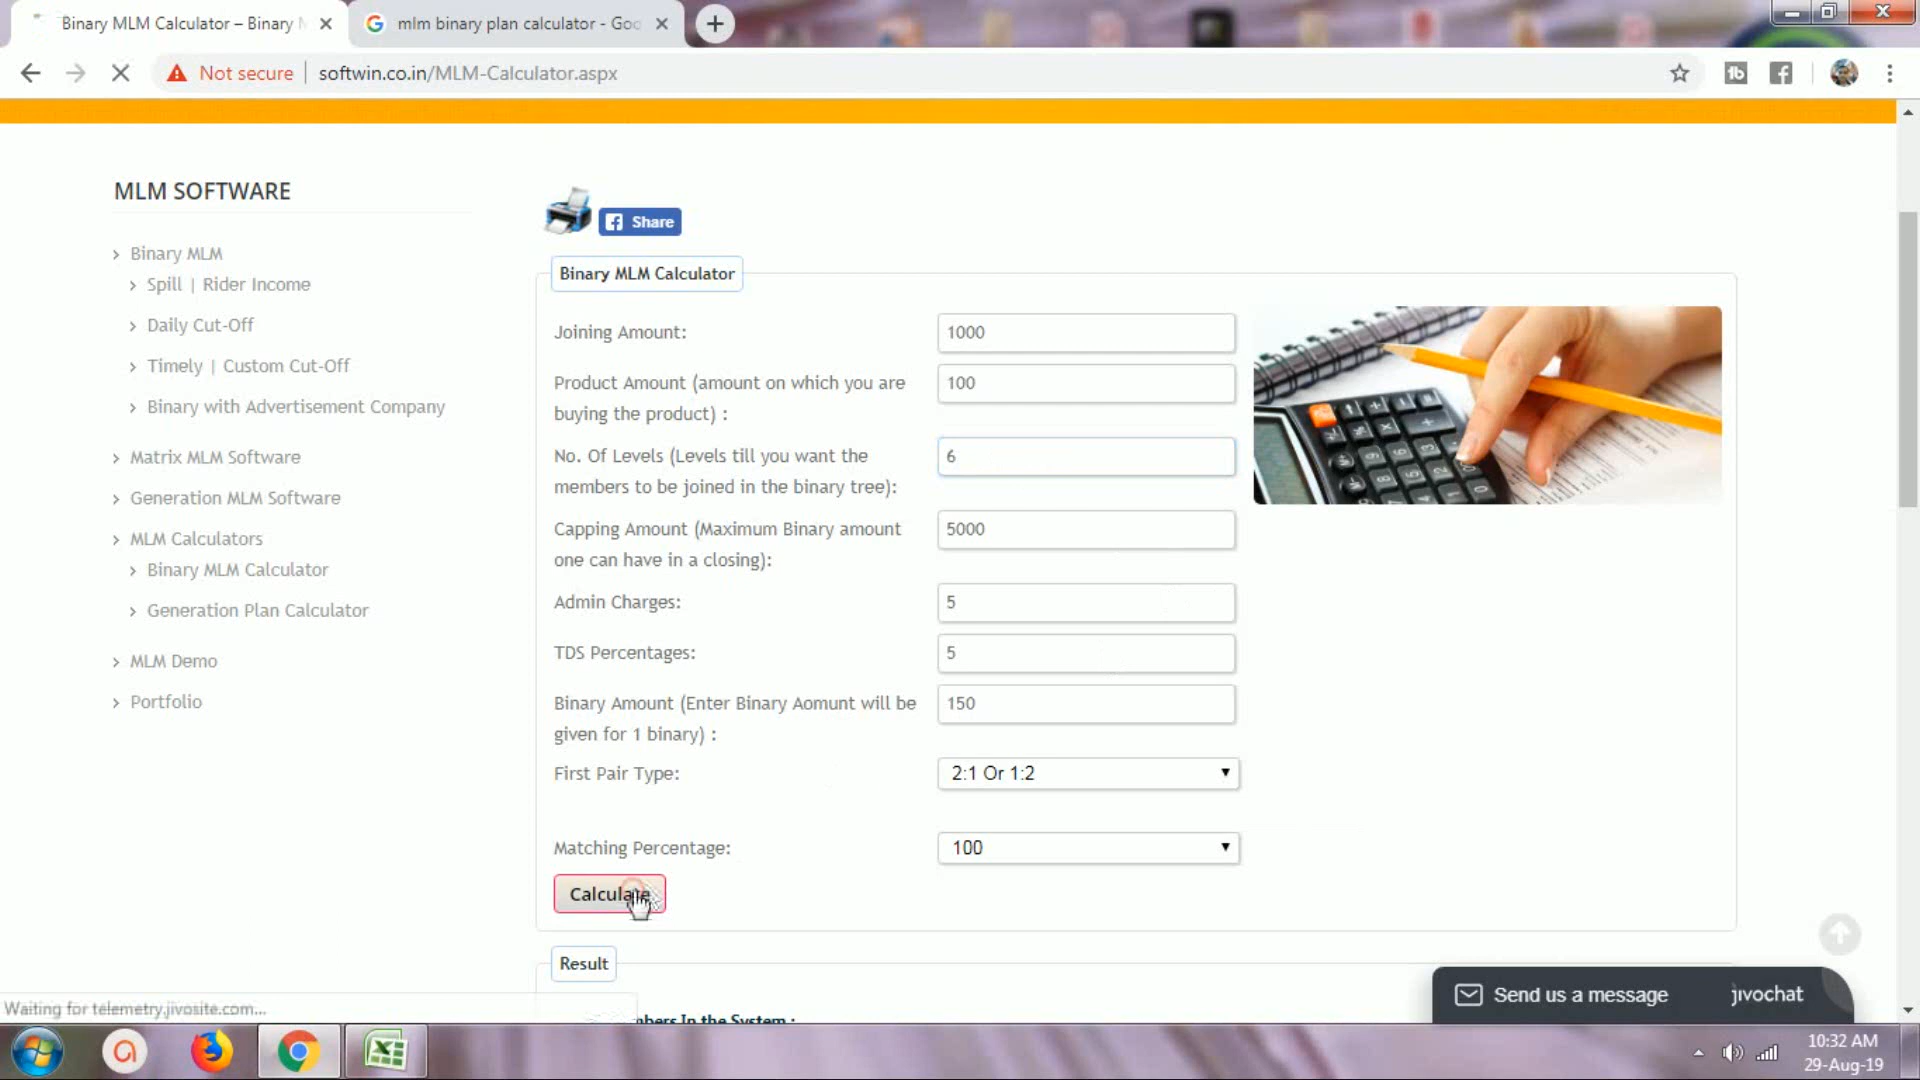 Binary MLM Calculator – Binary
mlm binary plan calculator - Goo
Not secure
softwin.co.in/MLM-Calculator.aspx
MLM SOFTWARE
Binary MLM
Spill | Rider Income
Daily Cut-Off
Timely | Custom Cut-Off
Binary with Advertisement Company
Matrix MLM Software
Generation MLM Software
MLM Calculators
Binary MLM Calculator
Generation Plan Calculator
MLM Demo
Portfolio
Share
Binary MLM Calculator
Joining Amount:
1000
Product Amount (amount on which you are
buying the product) :
100
No. Of Levels (Levels till you want the
members to be joined in the binary tree):
6
Capping Amount (Maximum Binary amount
one can have in a closing):
5000
Admin Charges:
5
TDS Percentages:
5
Binary Amount (Enter Binary Aomunt will be
given for 1 binary) :
150
First Pair Type:
2:1 Or 1:2
Matching Percentage:
100
Calculate
Result
In the System :
Send us a message
jivochat
Waiting for telemetry.jivosite.com...
10:32 AM
29-Aug-19